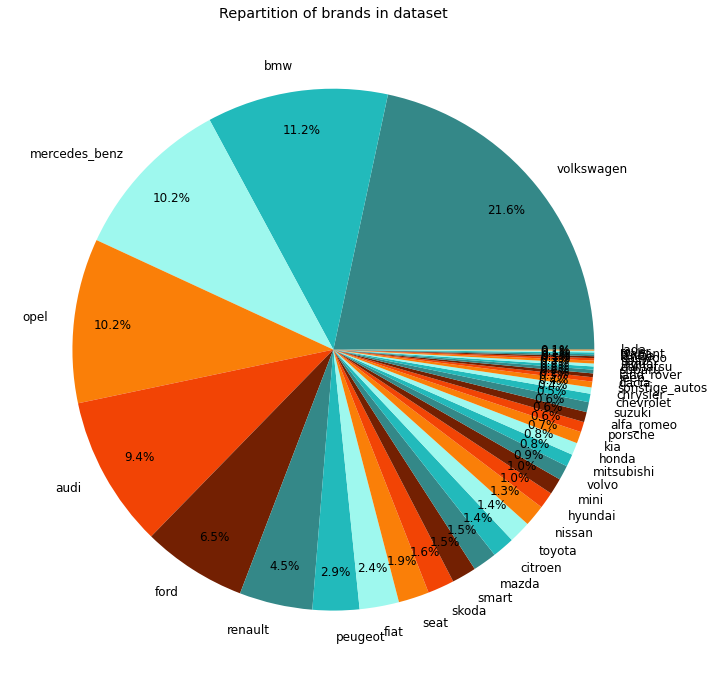 Repartition of brands in dataset
volkswagen
21.6%
bmw
11.2%
mercedes_benz
10.2%
opel
10.2%
audi
9.4%
ford
6.5%
renault
4.5%
peugeot
2.9%
fiat
2.4%
seat
1.9%
skoda
1.6%
smart
1.5%
mazda
1.5%
citroen
1.4%
toyota
1.4%
nissan
1.3%
hyundai
1.0%
mini
1.0%
volvo
0.9%
mitsubishi
0.8%
honda
0.8%
kia
0.7%
porsche
0.6%
alfa_romeo
suzuki
0.6%
chevrolet
0.5%
chrysler
sonstige_autos
dacia
lada
0.1%